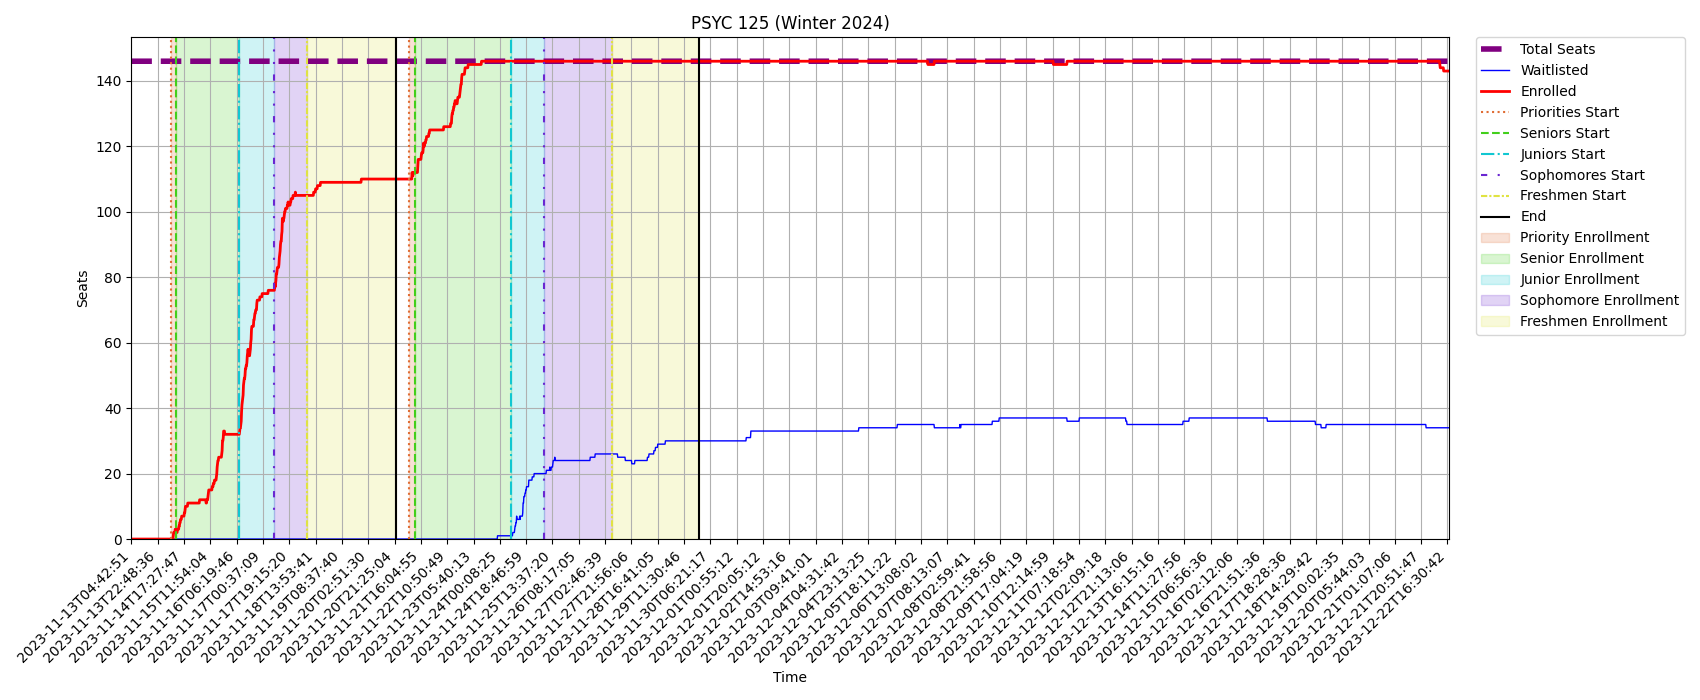 PSYC 125 (Winter 2024)
Total Seats
Waitlisted
Enrolled
Priorities Start
Seniors Start
Juniors Start
Sophomores Start
Freshmen Start
End
Priority Enrollment
Senior Enrollment
Junior Enrollment
Sophomore Enrollment
Freshmen Enrollment
Seats
140
120
100
80
60
40
20
0
2023-11-13T04:42:51
2023-11-13T22:48:36
2023-11-14T17:27:47
2023-11-15T11:54:04
2023-11-16T06:19:46
2023-11-17T00:37:09
2023-11-17T19:15:20
2023-11-18T13:53:41
2023-11-19T08:37:40
2023-11-20T02:51:30
2023-11-20T21:25:04
2023-11-21T16:04:55
2023-11-22T10:50:49
2023-11-23T05:40:13
2023-11-24T00:08:25
2023-11-24T18:46:59
2023-11-25T13:37:20
2023-11-26T08:17:05
2023-11-27T02:46:39
2023-11-27T21:56:06
2023-11-28T16:41:05
2023-11-29T11:30:46
2023-11-30T06:21:17
2023-12-01T00:55:12
2023-12-01T20:05:12
2023-12-02T14:53:16
2023-12-03T09:41:01
2023-12-04T04:31:42
2023-12-04T23:13:25
2023-12-05T18:11:22
2023-12-06T13:08:02
2023-12-07T08:13:07
2023-12-08T02:59:41
2023-12-08T21:58:56
2023-12-09T17:04:19
2023-12-10T12:14:59
2023-12-11T07:18:54
2023-12-12T02:09:18
2023-12-12T21:13:06
2023-12-13T16:15:16
2023-12-14T11:27:56
2023-12-15T06:56:36
2023-12-16T02:12:06
2023-12-16T21:51:36
2023-12-17T18:28:36
2023-12-18T14:29:42
2023-12-19T10:02:35
2023-12-20T05:44:03
2023-12-21T01:07:06
2023-12-21T20:51:47
2023-12-22T16:30:42
Time